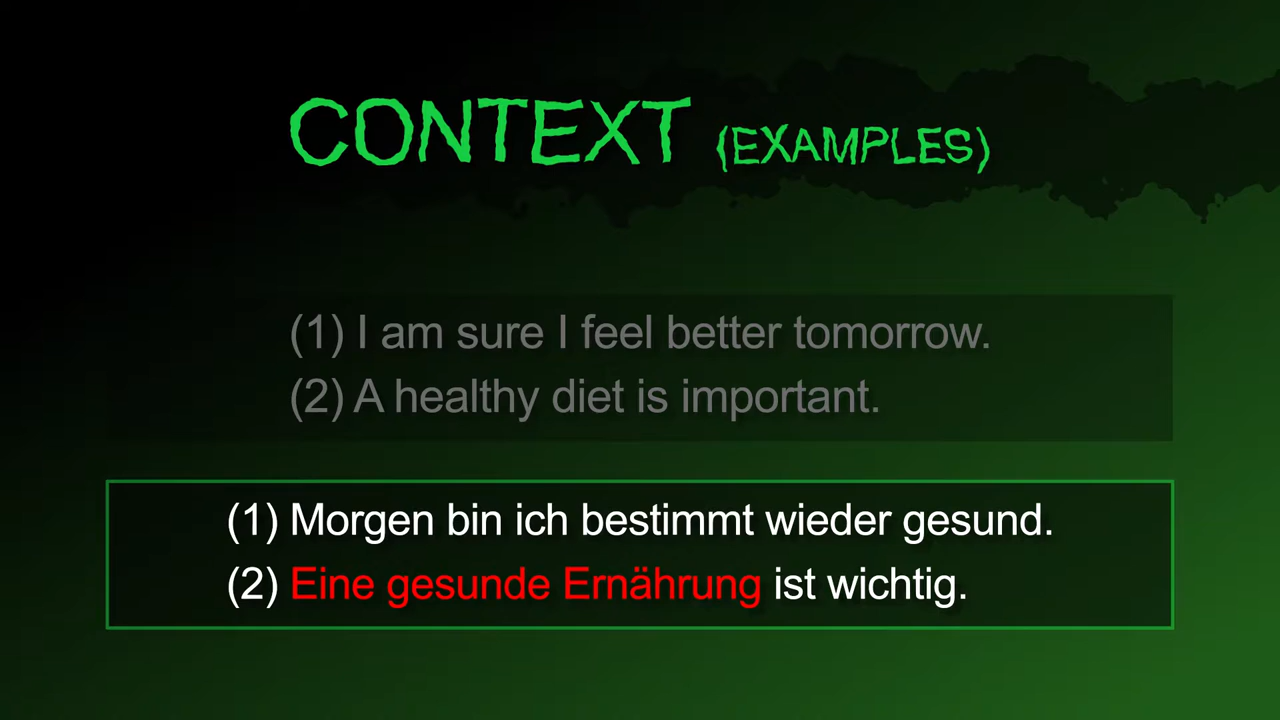 CONTEXT (EXAMPLES)
(1) I am sure I feel better tomorrow.
(2) A healthy diet is important.
(1) Morgen bin ich bestimmt wieder gesund.
(2) Eine gesunde Ernährung ist wichtig.